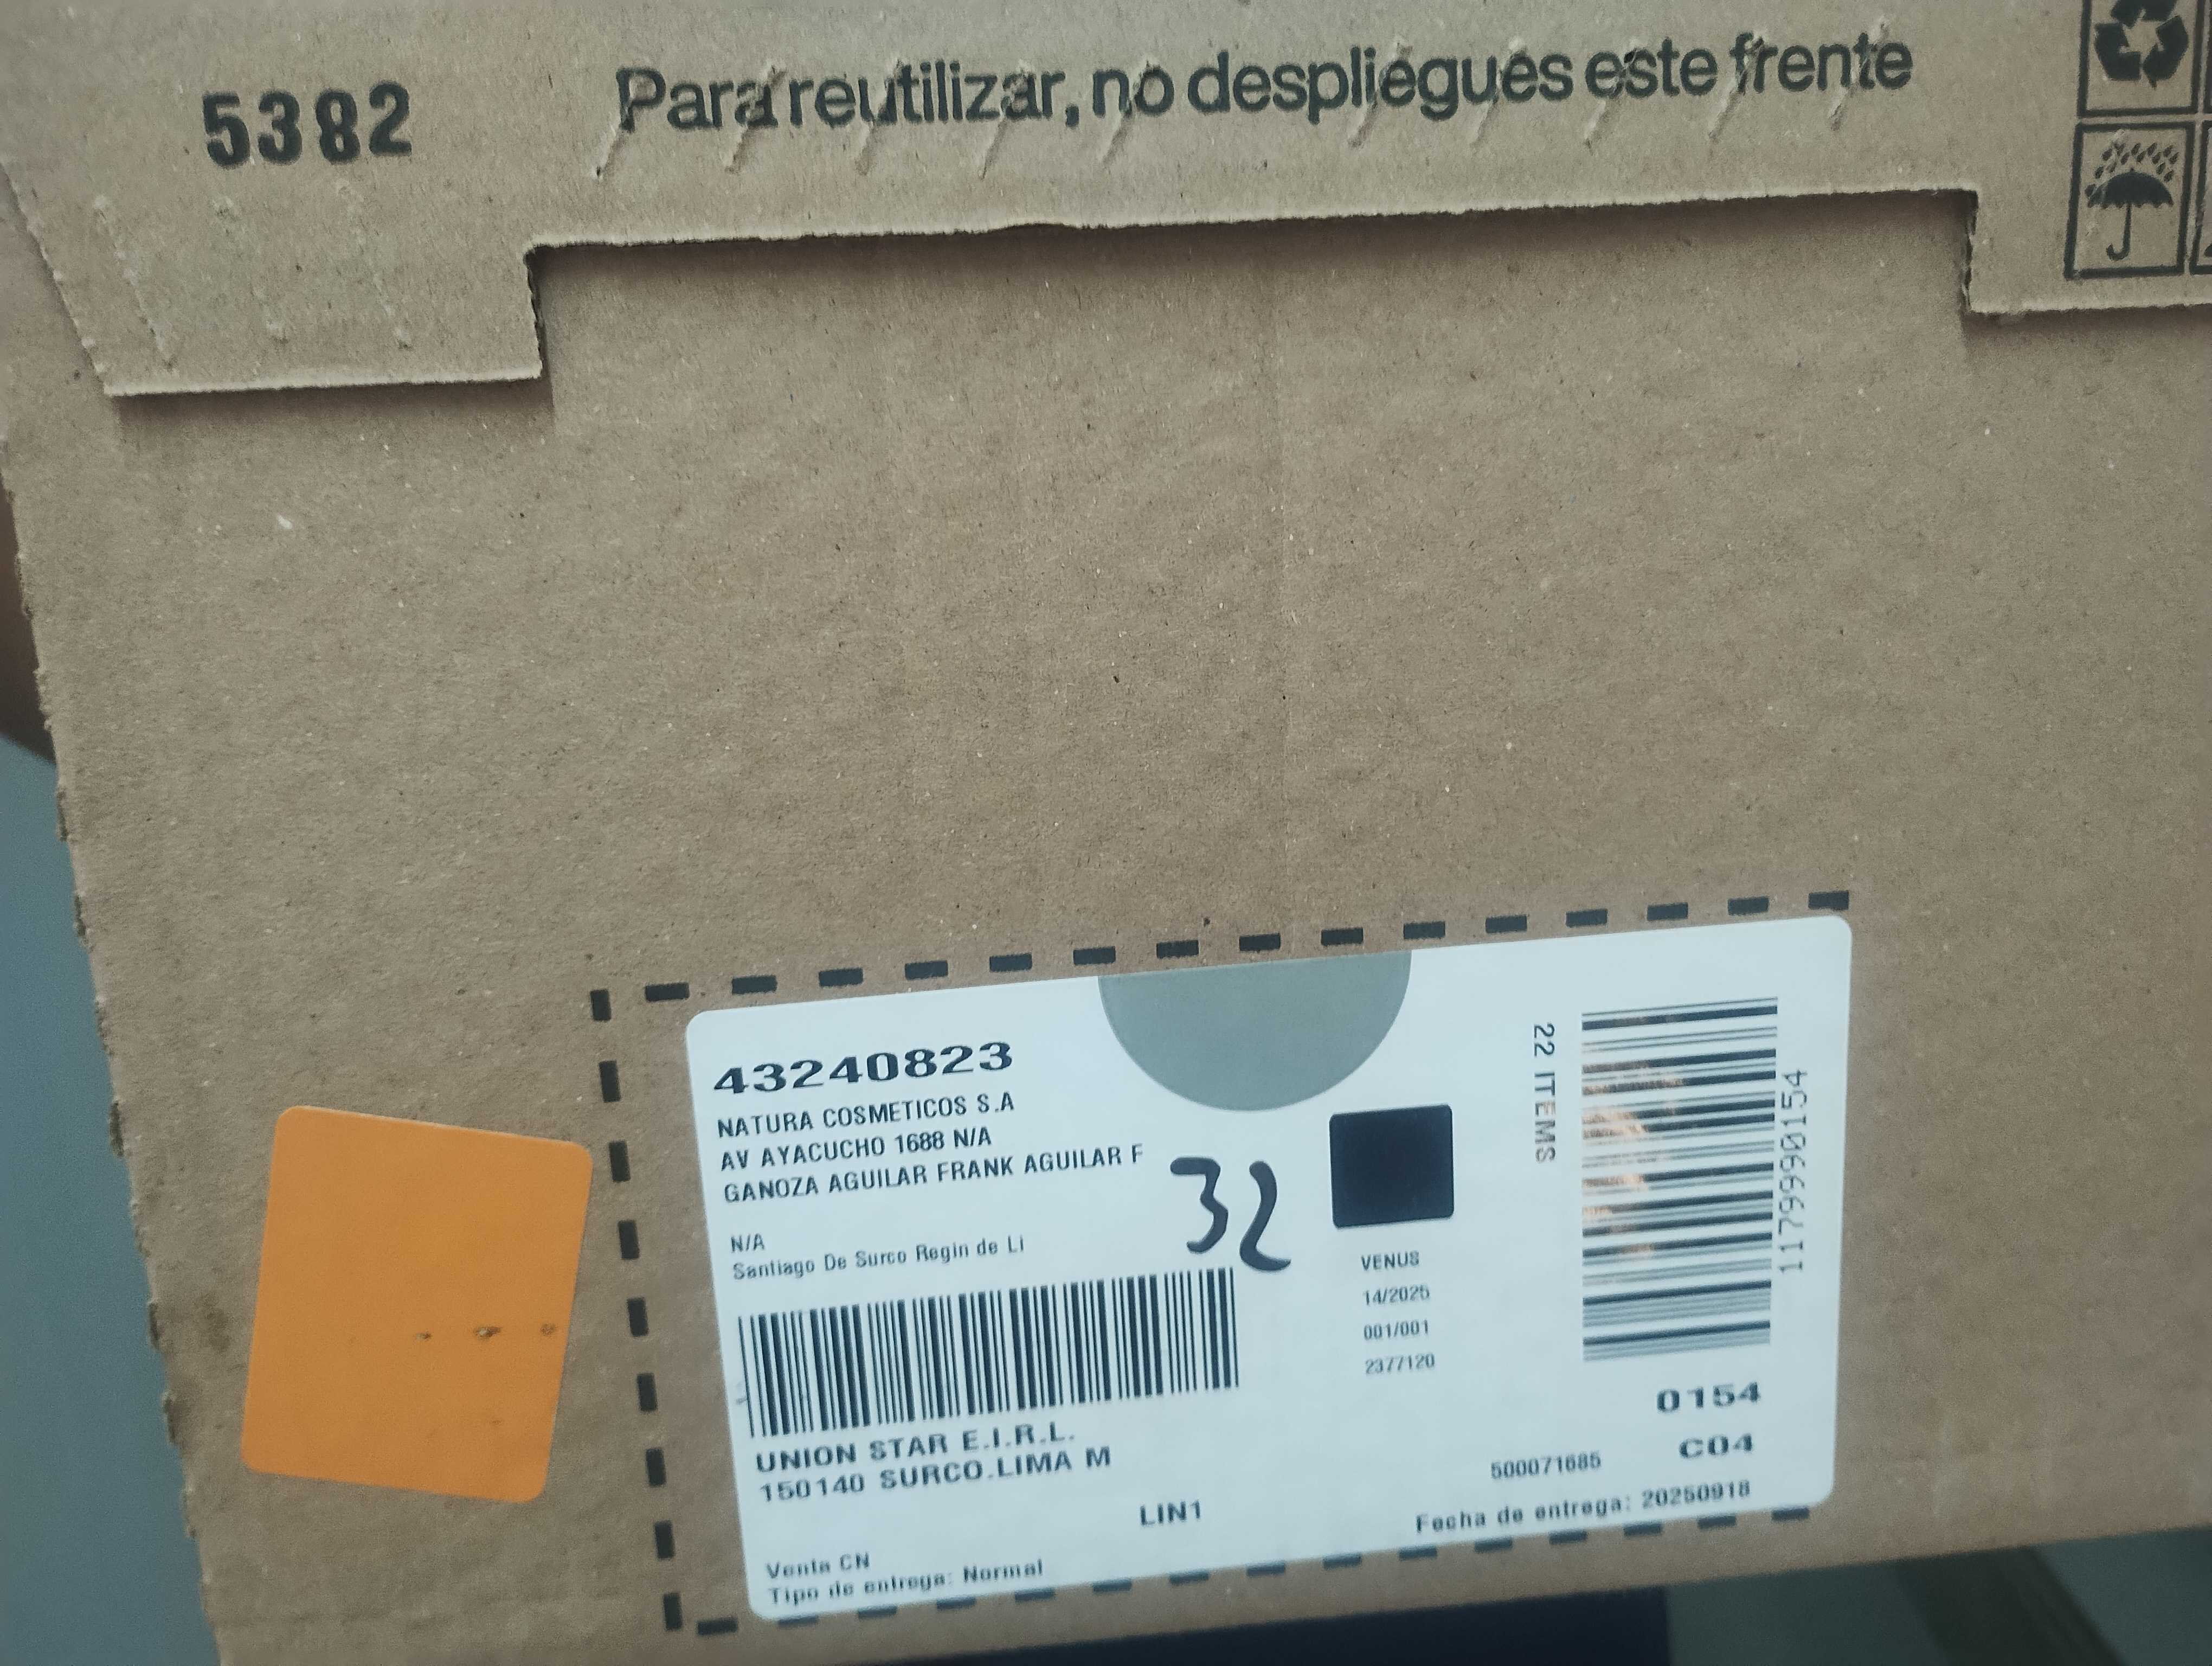 5382
Para reutilizar, no despliegues este frente
43240823
NATURA COSMETICOS S.A
AV AYACUCHO 1688 N/A
GANOZA AGUILAR FRANK AGUILAR F
N/A
Santiago De Surco Regin de Li
32
VENUS
14/2025
001/001
2377120
22 ITEMS
1179990154
UNION STAR E.I.R.L.
150140 SURCO.LIMA M
0154
C04
500071685
LIN1
Fecha de entrega: 20250918
Venta CN
Tipo de entrega: Normal